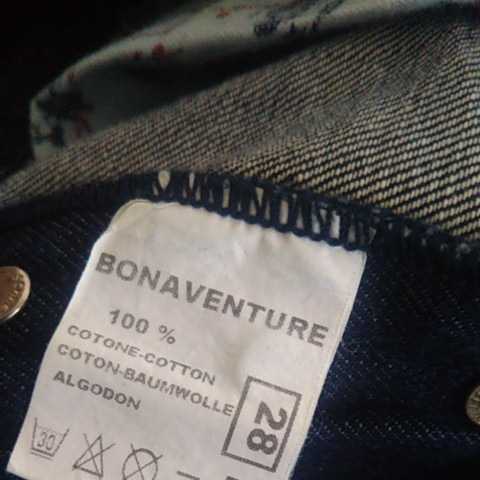 BONAVENTURE
100 %
COTONE-COTTON
COTON-BAUMWOLLE
ALGODON
28
30